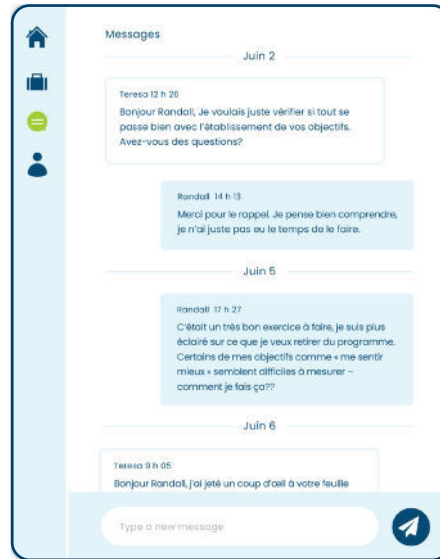 Messages
Juin 2
Teresa 12 h 26
Bonjour Randall, Je voulais juste vérifier si tout se
passe bien avec l'établissement de vos objectifs.
Avez-vous des questions?
Randall 14 h 13
Merci pour le rappel. Je pense bien comprendre,
je n'ai juste pas eu le temps de le faire.
Juin 5
Randall 17 h 27
C'était un très bon exercice à faire, je suis plus
éclairé sur ce que je veux retirer du programme.
Certains de mes objectifs comme « me sentir
mieux » semblent difficiles à mesurer –
comment je fais ça??
Juin 6
Teresa 9 h 05
Bonjour Randall, j'ai jeté un coup d'œil à votre feuille
Type a new message